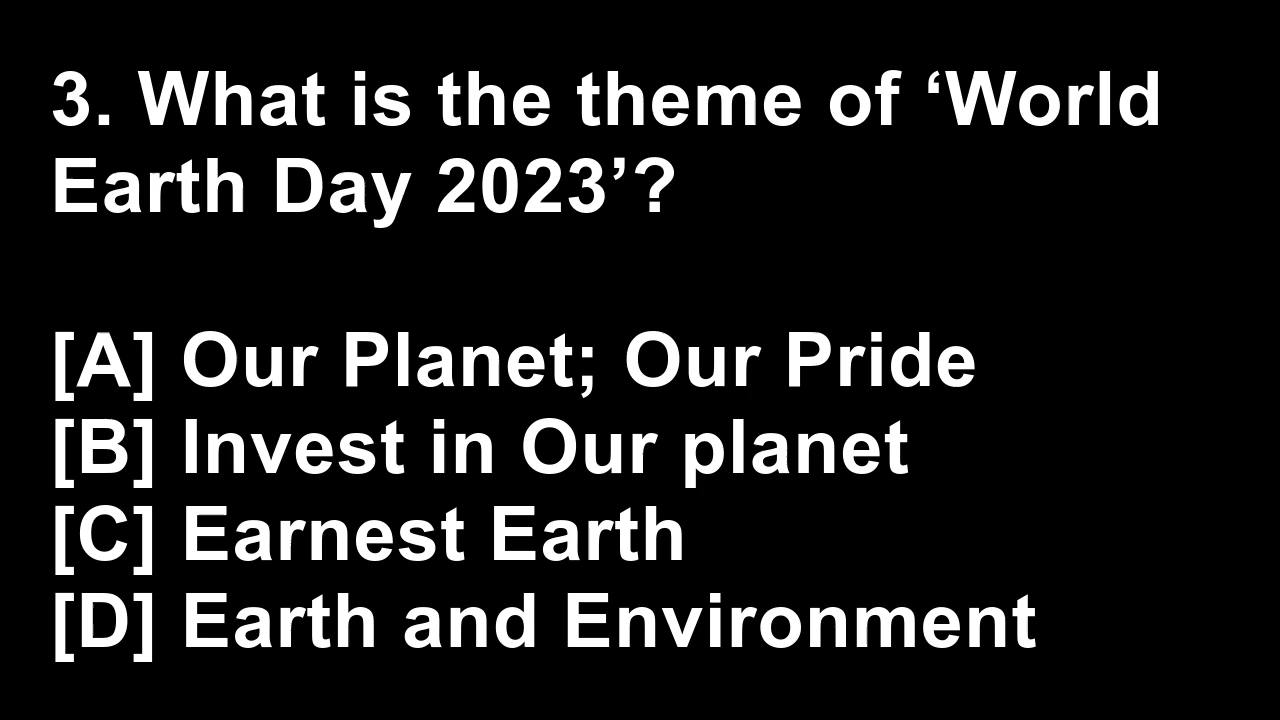 3. What is the theme of ‘World
Earth Day 2023’?
[A] Our Planet; Our Pride
[B] Invest in Our planet
[C] Earnest Earth
[D] Earth and Environment